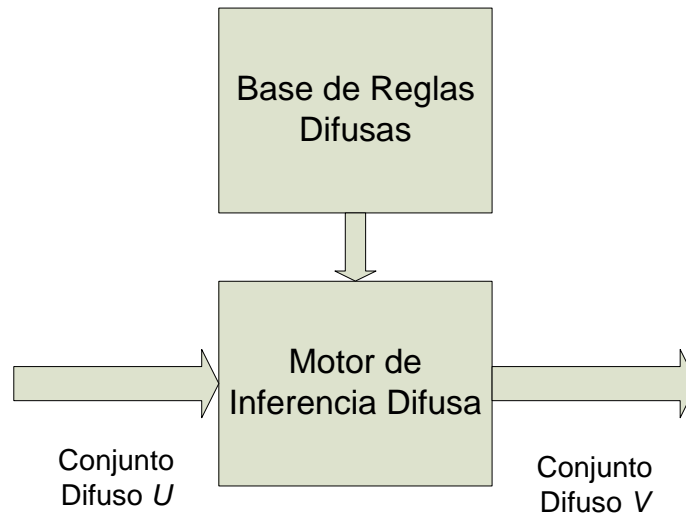 Base de Reglas
Difusas
Motor de
Inferencia Difusa
Conjunto
Difuso U
Conjunto
Difuso V